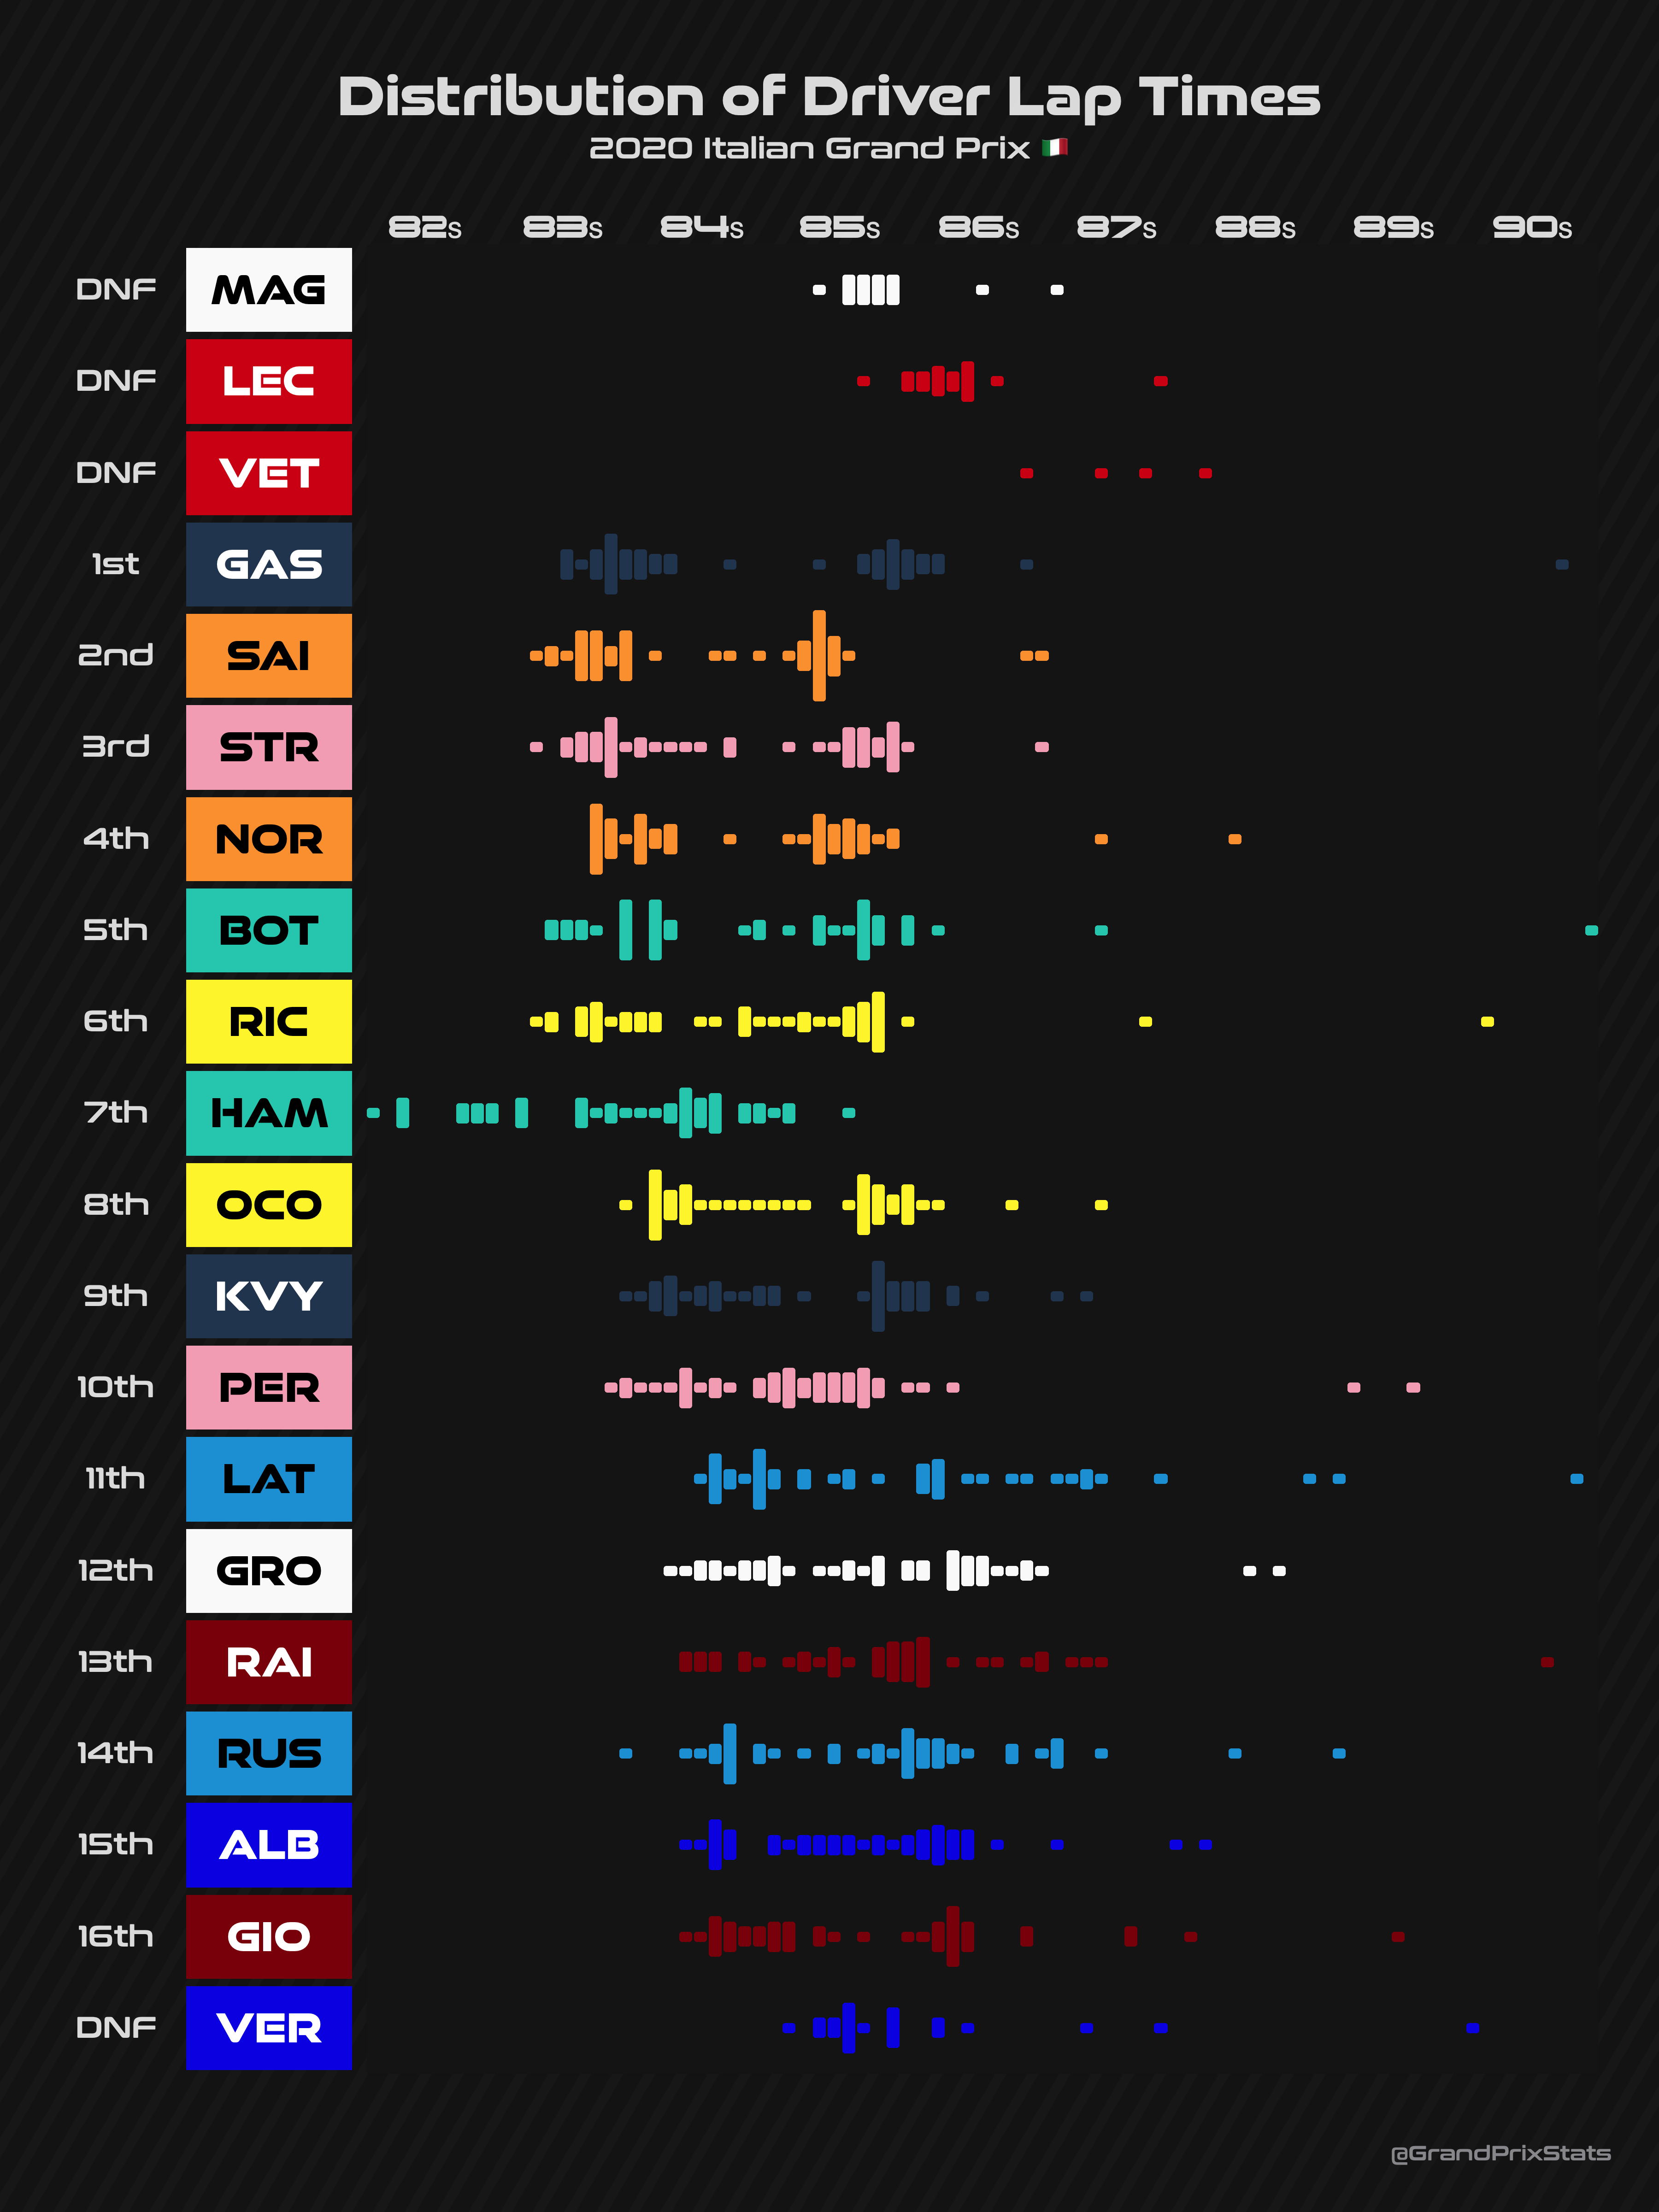 Distribution of Driver Lap Times
2020 Italian Grand Prix 🇮🇹
82s 83s 84s 85s 86s 87s 88s 89s 90s
DNF MAG
DNF LEC
DNF VET
1st GAS
2nd SAI
3rd STR
4th NOR
5th BOT
6th RIC
7th HAM
8th OCO
9th KVY
10th PER
11th LAT
12th GRO
13th RAI
14th RUS
15th ALB
16th GIO
DNF VER
@GrandPrixStats